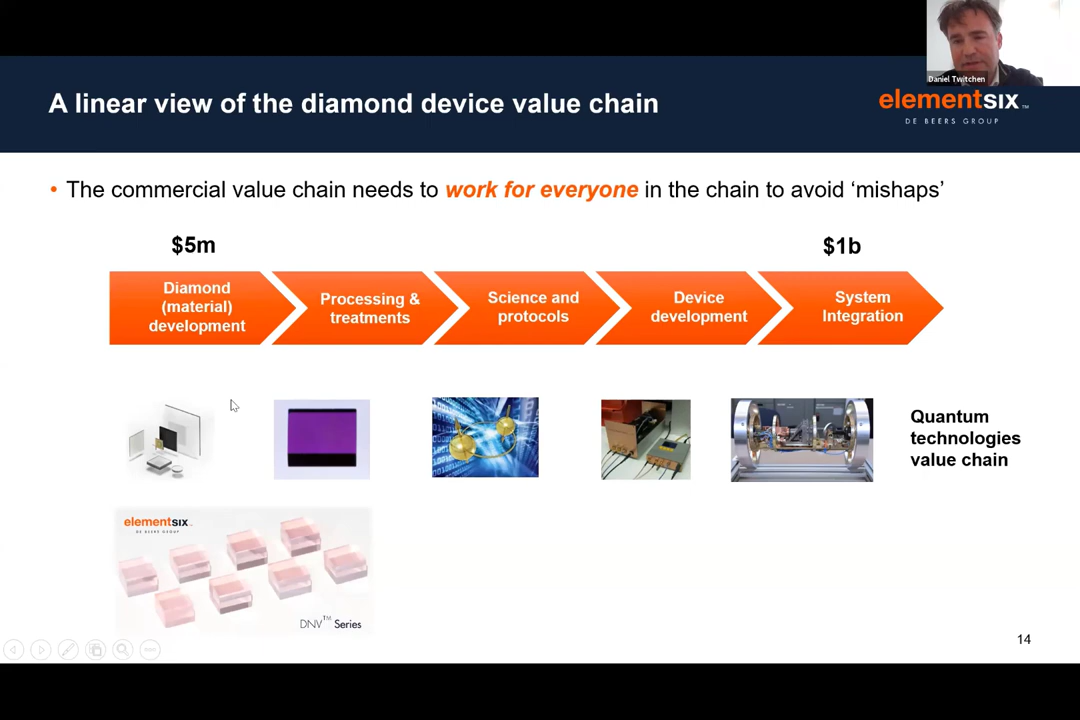 Daniel Twitchen
A linear view of the diamond device value chain
elementsix™
DE BEERS GROUP
• The commercial value chain needs to work for everyone in the chain to avoid ‘mishaps’
$5m
$1b
Diamond
(material)
development
Processing &
treatments
Science and
protocols
Device
development
System
Integration
Quantum
technologies
value chain
elementsix™
DE BEERS GROUP
DNV™ Series
14